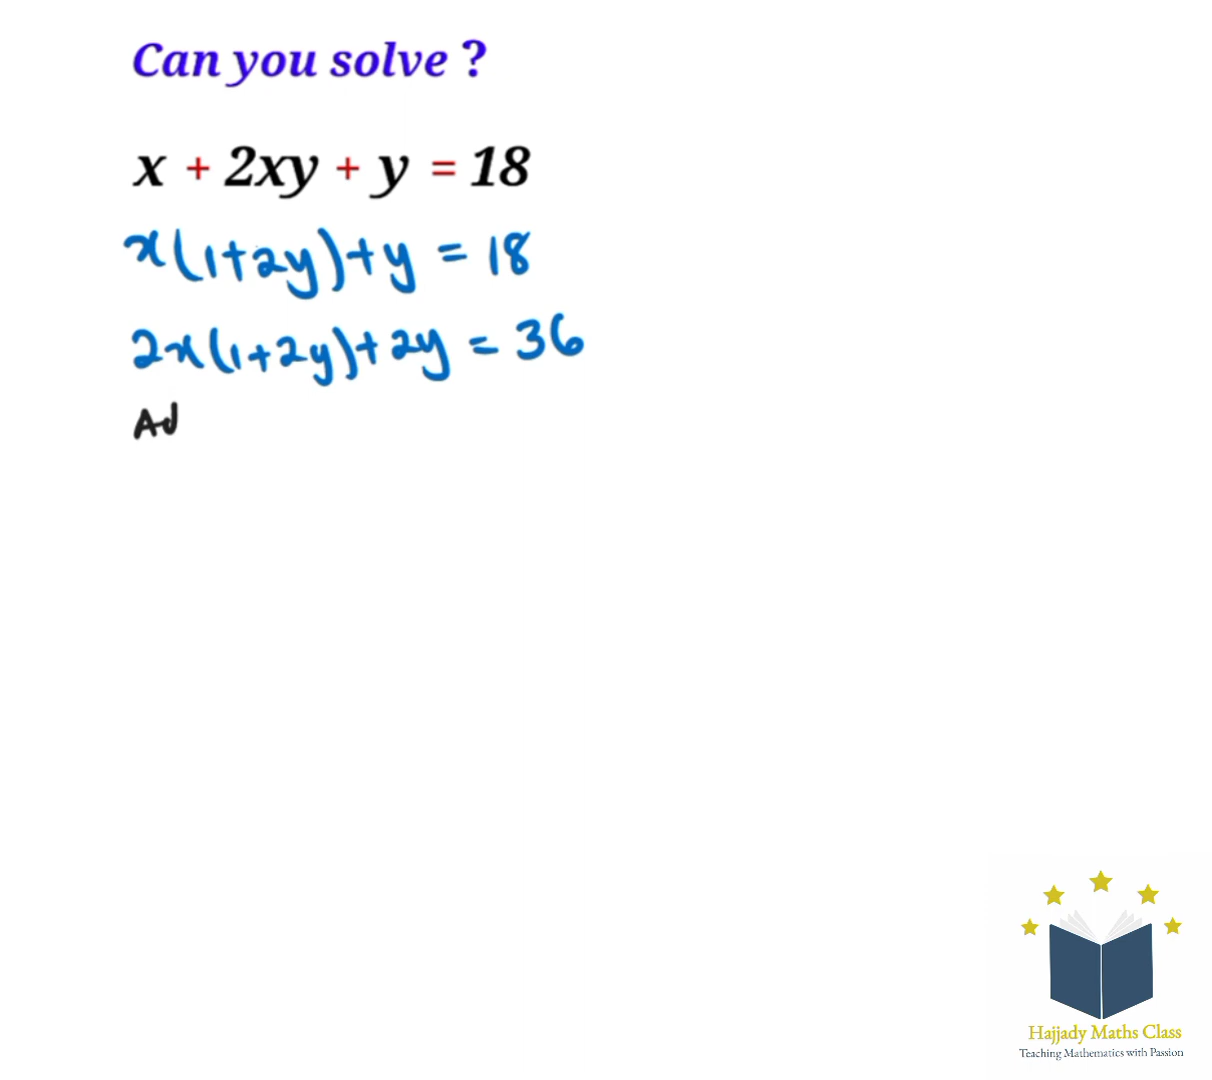 Can you solve ?
x + 2xy + y = 18
x(1+2y)+y = 18
2x(1+2y)+2y = 36
Ad
Hajjady Maths Class
Teaching Mathematics with Passion